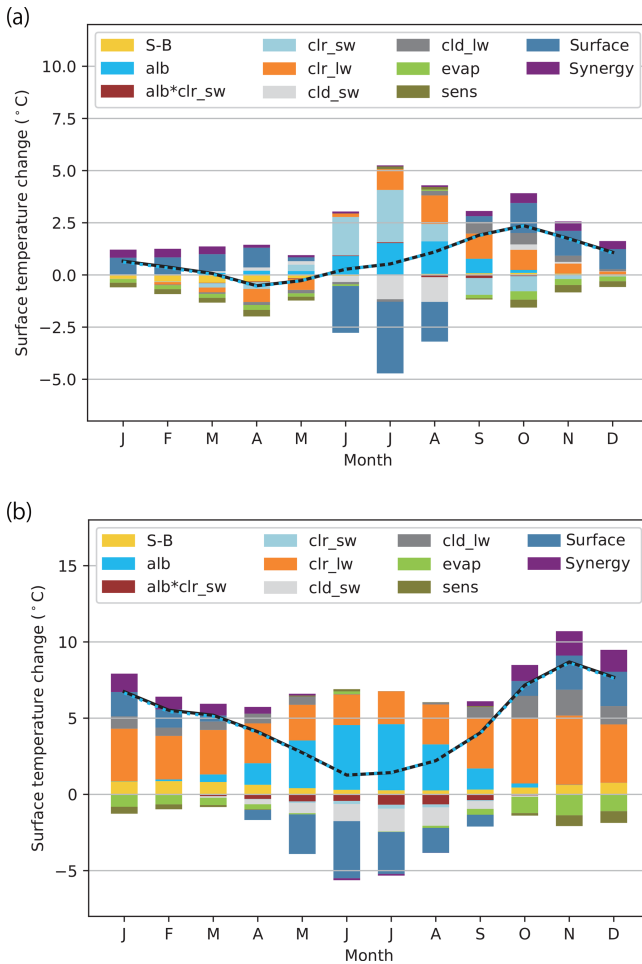 (a)
S-B clr_sw cld_lw Surface
alb clr_lw evap Synergy
alb*clr_sw cld_sw sens
10.0
7.5
5.0
2.5
0.0
−2.5
−5.0
Surface temperature change (°C)
J F M A M J J A S O N D
Month
(b)
S-B clr_sw cld_lw Surface
alb clr_lw evap Synergy
alb*clr_sw cld_sw sens
15
10
5
0
−5
Surface temperature change (°C)
J F M A M J J A S O N D
Month